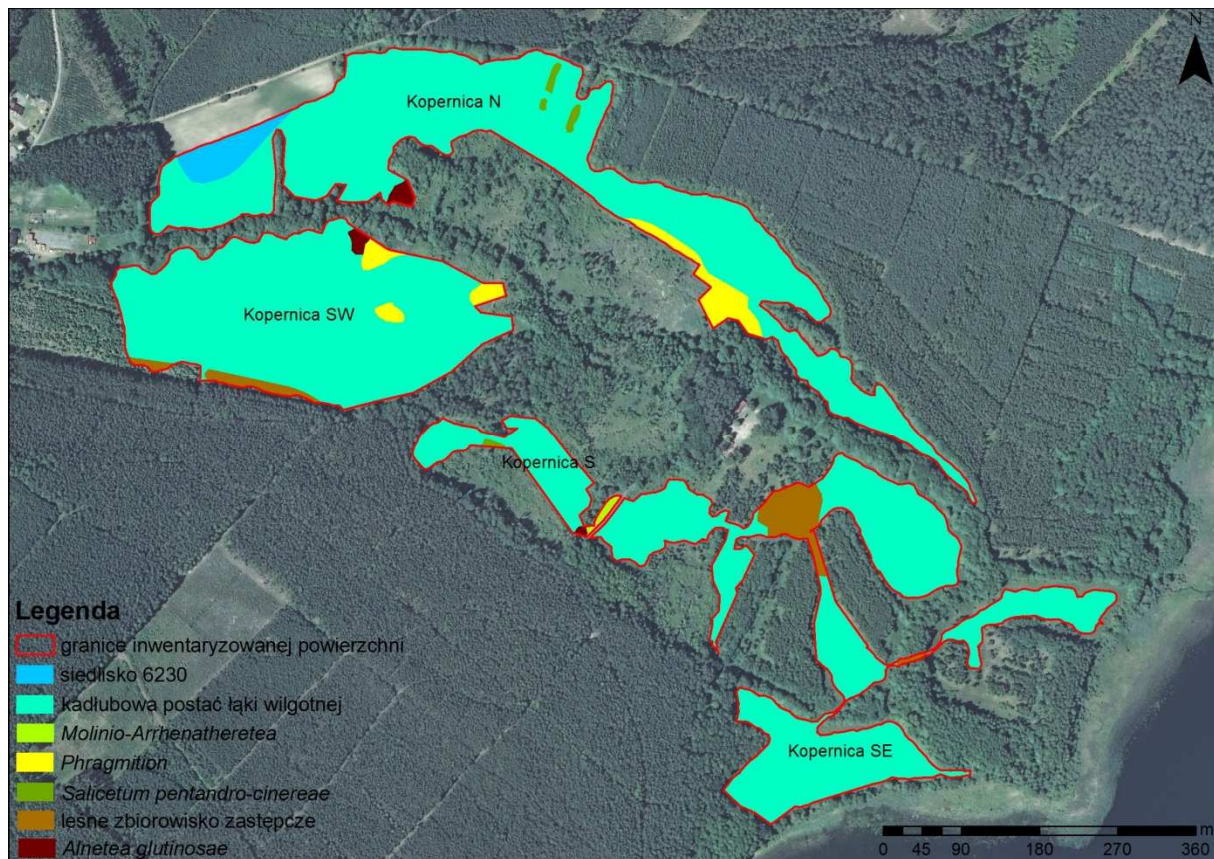 N
Kopernica N
Kopernica SW
Kopernica S
Kopernica SE
Legenda
granice inwentaryzowanej powierzchni
siedlisko 6230
kadłubowa postać łąki wilgotnej
Molinio-Arrhenatheretea
Phragmition
Salicetum pentandro-cinereae
leśne zbiorowisko zastępcze
Alnetea glutinosae
m
0 45 90 180 270 360